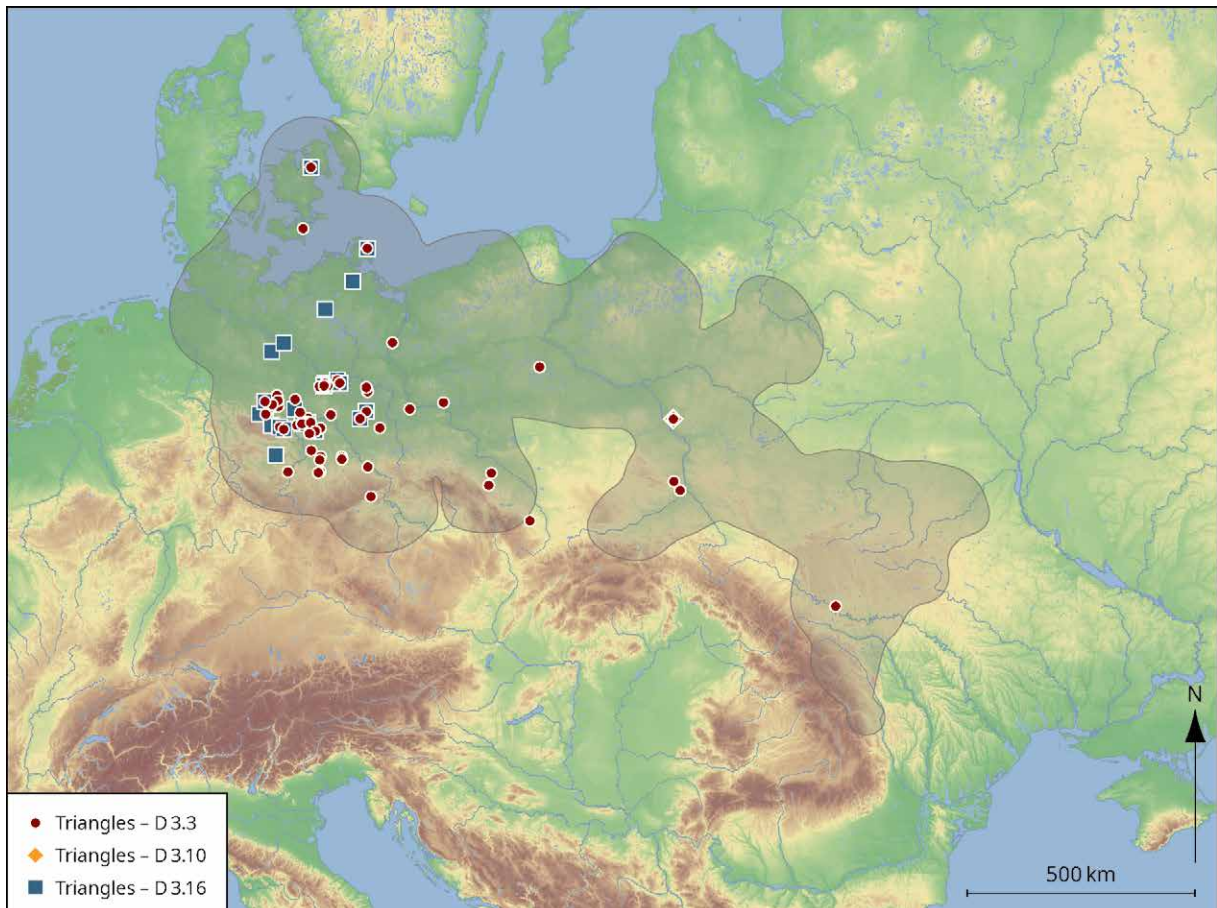 N
500 km
Triangles – D 3.3
Triangles – D 3.10
Triangles – D 3.16